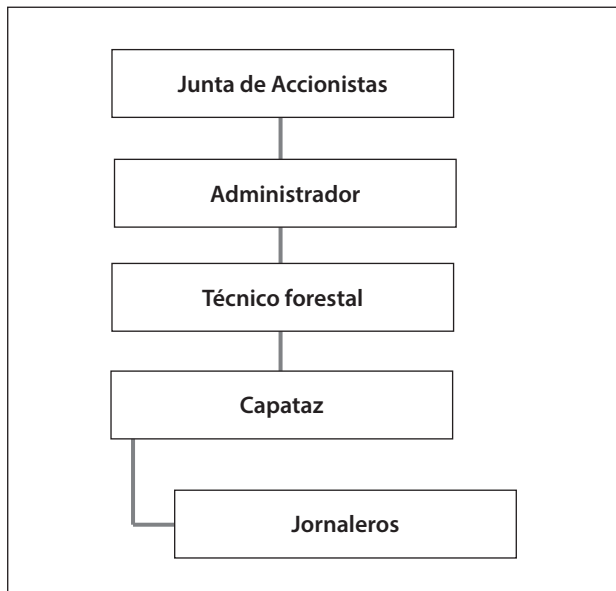 Junta de Accionistas
Administrador
Técnico forestal
Capataz
Jornaleros